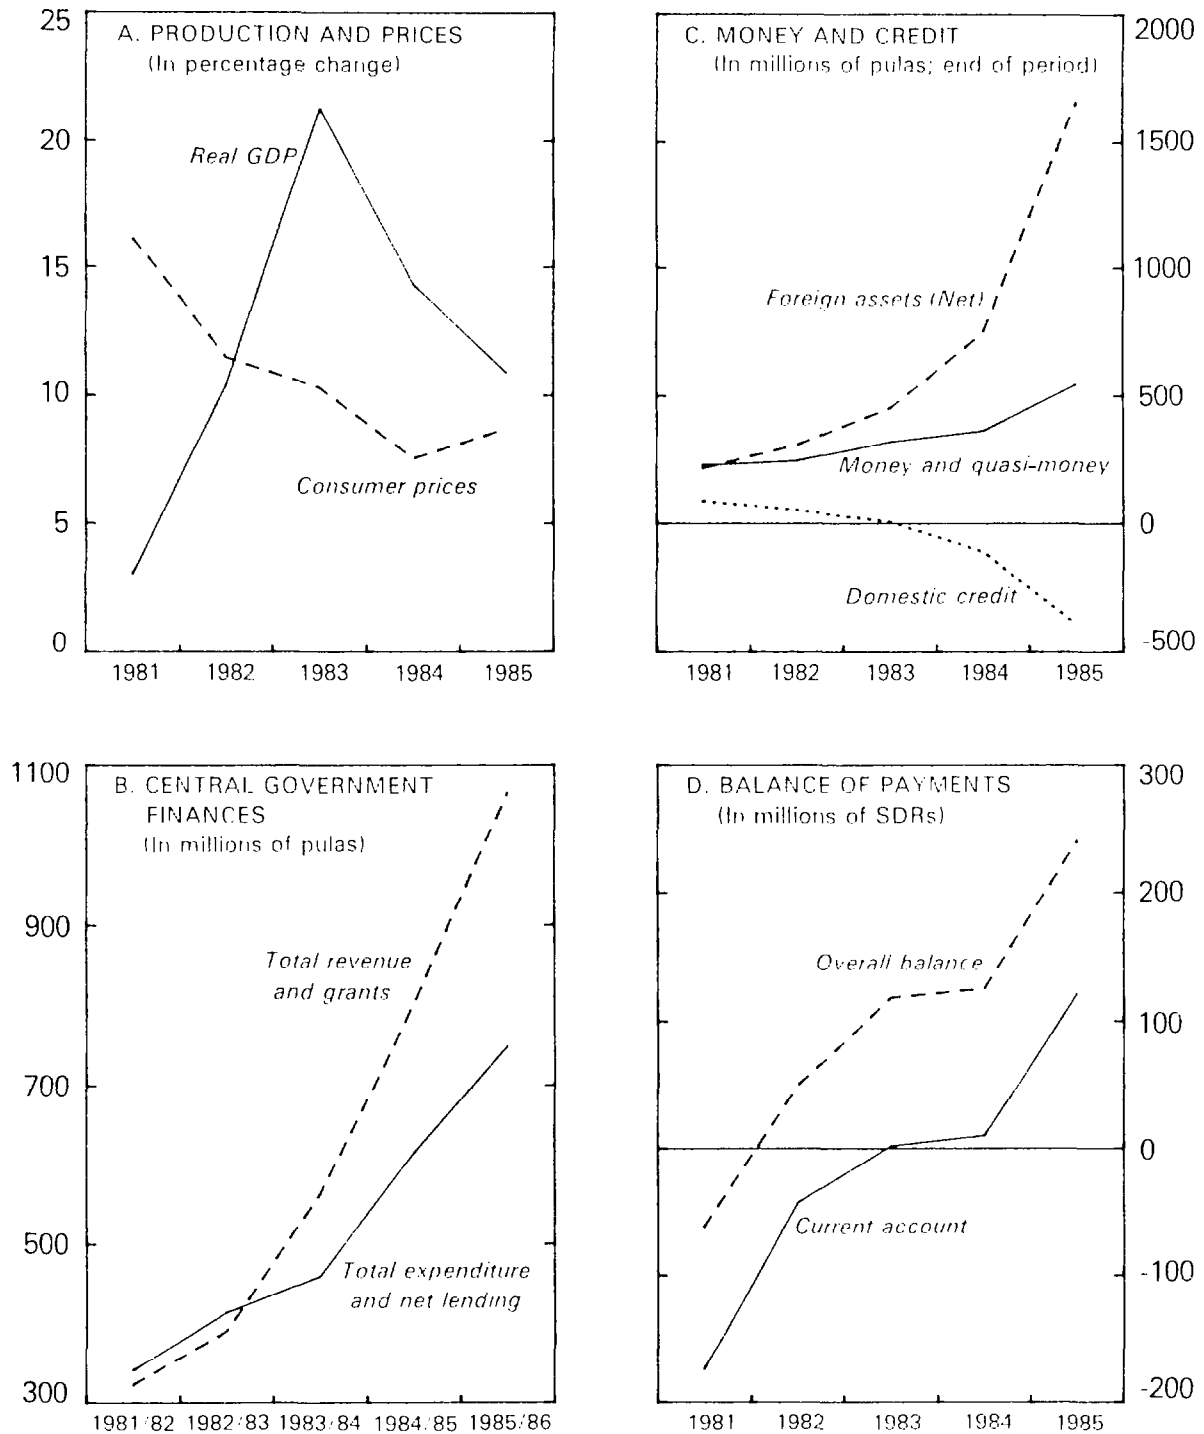 A. PRODUCTION AND PRICES
(In percentage change)
25
20
15
10
5
0
Real GDP
Consumer prices
1981 1982 1983 1984 1985
C. MONEY AND CREDIT
(In millions of pulas; end of period)
2000
1500
1000
500
0
-500
Foreign assets (Net)
Money and quasi-money
Domestic credit
1981 1982 1983 1984 1985
B. CENTRAL GOVERNMENT
FINANCES
(In millions of pulas)
1100
900
700
500
300
Total revenue
and grants
Total expenditure
and net lending
1981/82 1982/83 1983/84 1984/85 1985/86
D. BALANCE OF PAYMENTS
(In millions of SDRs)
300
200
100
0
-100
-200
Overall balance
Current account
1981 1982 1983 1984 1985